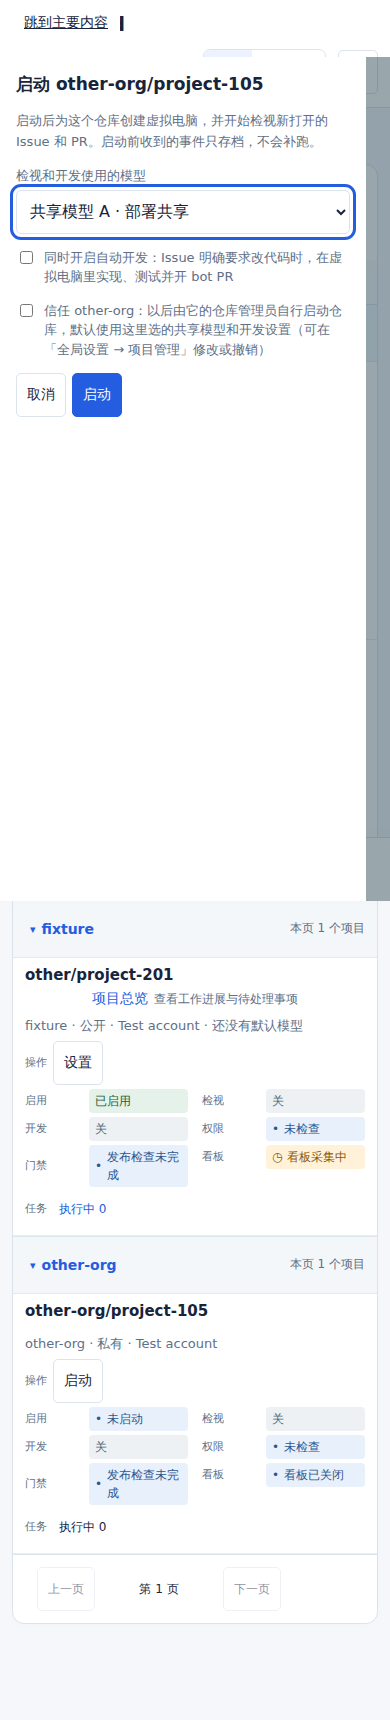 跳到主要内容
启动 other-org/project-105
启动后为这个仓库创建虚拟电脑，并开始检视新打开的
Issue 和 PR。启动前收到的事件只存档，不会补跑。
检视和开发使用的模型
共享模型 A · 部署共享
同时开启自动开发：Issue 明确要求改代码时，在虚
拟电脑里实现、测试并开 bot PR
信任 other-org：以后由它的仓库管理员自行启动仓
库，默认使用这里选的共享模型和开发设置（可在
「全局设置 → 项目管理」修改或撤销）
取消 启动
▾ fixture 本页 1 个项目
other/project-201
项目总览 查看工作进展与待处理事项
fixture · 公开 · Test account · 还没有默认模型
操作 设置
启用 已启用 检视 关
开发 关 权限 • 未检查
门禁 • 发布检查未完
成
看板 ◷ 看板采集中
任务 执行中 0
▾ other-org 本页 1 个项目
other-org/project-105
other-org · 私有 · Test account
操作 启动
启用 • 未启动 检视 关
开发 关 权限 • 未检查
门禁 • 发布检查未完
成
看板 • 看板已关闭
任务 执行中 0
上一页 第 1 页 下一页